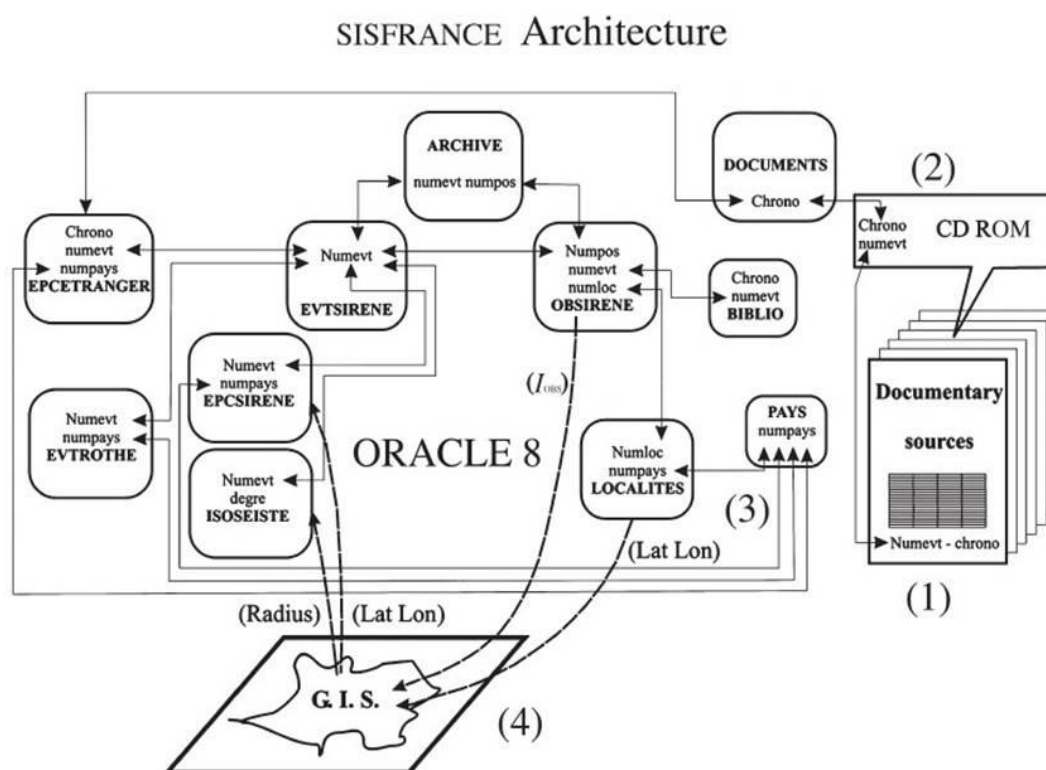 SISFRANCE Architecture
ARCHIVE
numevt numpos
DOCUMENTS
Chrono
(2)
Chrono
numevt
CD ROM
Chrono
numevt
numpays
EPCETRANGER
Numevt
EVTSIRENE
Numpos
numevt
numloc
OBSIRENE
Chrono
numevt
BIBLIO
Numevt
numpays
EPCSIRENE
(IOBS)
Documentary
sources
Numevt - chrono
(1)
PAYS
numpays
Numevt
numpays
EVTROTHE
ORACLE 8
Numloc
numpays
LOCALITES
(3)
Numevt
degre
ISOSEISTE
(Lat Lon)
(Radius)
(Lat Lon)
G. I. S.
(4)